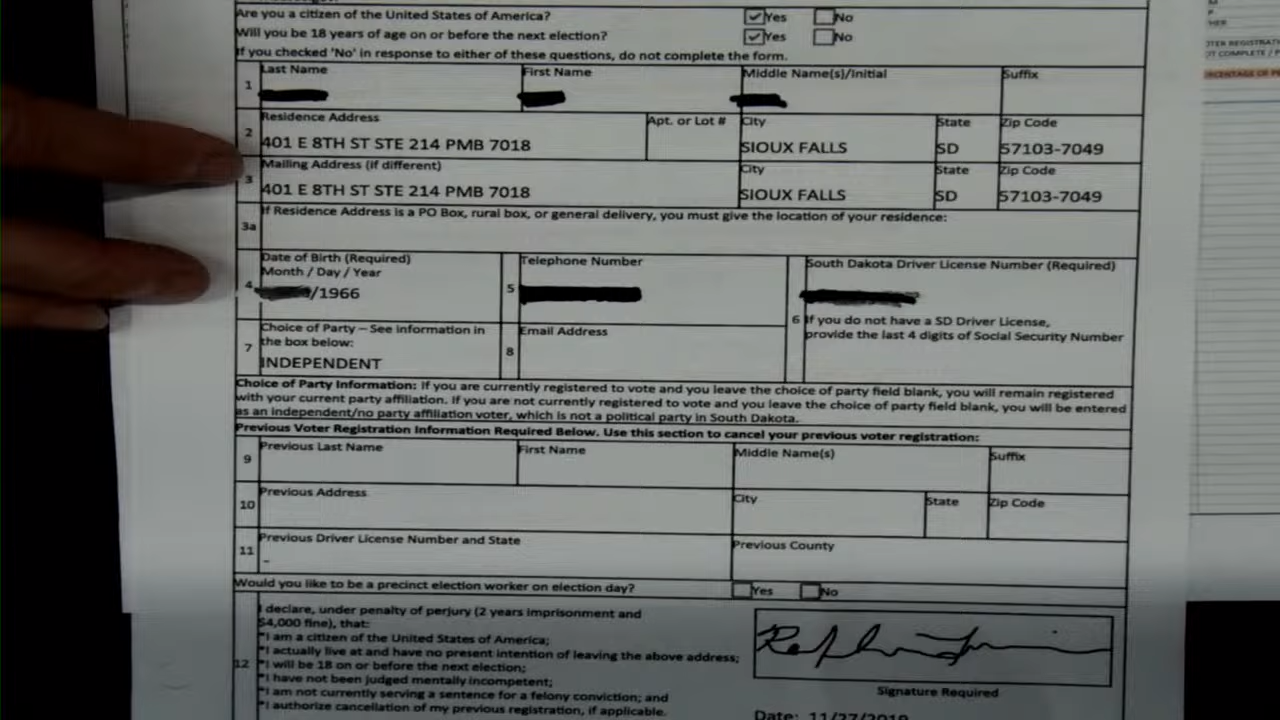 Are you a citizen of the United States of America? Yes No
Will you be 18 years of age on or before the next election? Yes No
If you checked 'No' in response to either of these questions, do not complete the form.
1 Last Name First Name Middle Name(s)/Initial Suffix
2 Residence Address Apt. or Lot # City State Zip Code
401 E 8TH ST STE 214 PMB 7018 SIOUX FALLS SD 57103-7049
3 Mailing Address (if different) City State Zip Code
401 E 8TH ST STE 214 PMB 7018 SIOUX FALLS SD 57103-7049
3a If Residence Address is a PO Box, rural box, or general delivery, you must give the location of your residence:
4 Date of Birth (Required)
Month / Day / Year
/1966
5 Telephone Number
6 South Dakota Driver License Number (Required)
If you do not have a SD Driver License,
provide the last 4 digits of Social Security Number
7 Choice of Party – See information in
the box below:
INDEPENDENT
8 Email Address
Choice of Party Information: If you are currently registered to vote and you leave the choice of party field blank, you will remain registered
with your current party affiliation. If you are not currently registered to vote and you leave the choice of party field blank, you will be entered
as an independent/no party affiliation voter, which is not a political party in South Dakota.
Previous Voter Registration Information Required Below. Use this section to cancel your previous voter registration:
9 Previous Last Name First Name Middle Name(s) Suffix
10 Previous Address City State Zip Code
11 Previous Driver License Number and State Previous County
–
Would you like to be a precinct election worker on election day? Yes No
12 I declare, under penalty of perjury (2 years imprisonment and
$4,000 fine), that:
*I am a citizen of the United States of America;
*I actually live at and have no present intention of leaving the above address;
*I will be 18 on or before the next election;
*I have not been judged mentally incompetent;
*I am not currently serving a sentence for a felony conviction; and
*I authorize cancellation of my previous registration, if applicable.
Signature Required
Date: 11/27/2019